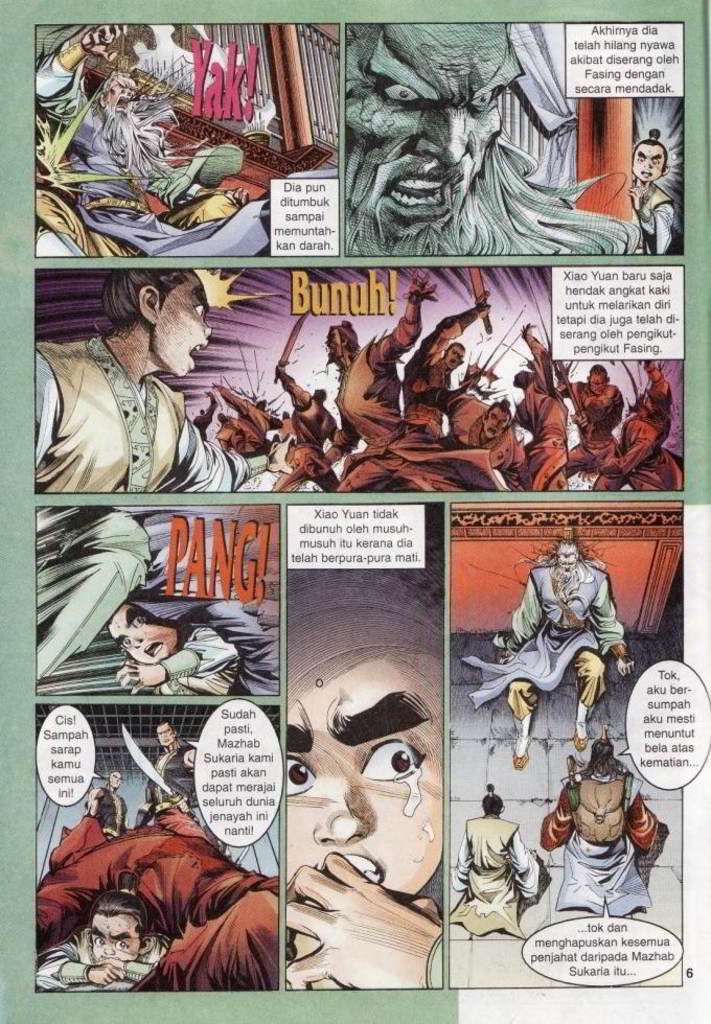 Yak!
Dia pun
ditumbuk
sampai
memuntah-
kan darah.
Akhirnya dia
telah hilang nyawa
akibat diserang oleh
Fasing dengan
secara mendadak.
Bunuh!
Xiao Yuan baru saja
hendak angkat kaki
untuk melarikan diri
tetapi dia juga telah di-
serang oleh pengikut-
pengikut Fasing.
PANG!
Xiao Yuan tidak
dibunuh oleh musuh-
musuh itu kerana dia
telah berpura-pura mati.
Cis!
Sampah
sarap
kamu
semua
ini!
Sudah
pasti,
Mazhab
Sukaria kami
pasti akan
dapat merajai
seluruh dunia
jenayah ini
nanti!
Tok,
aku ber-
sumpah
aku mesti
menuntut
bela atas
kematian...
...tok dan
menghapuskan kesemua
penjahat daripada Mazhab
Sukaria itu...
6